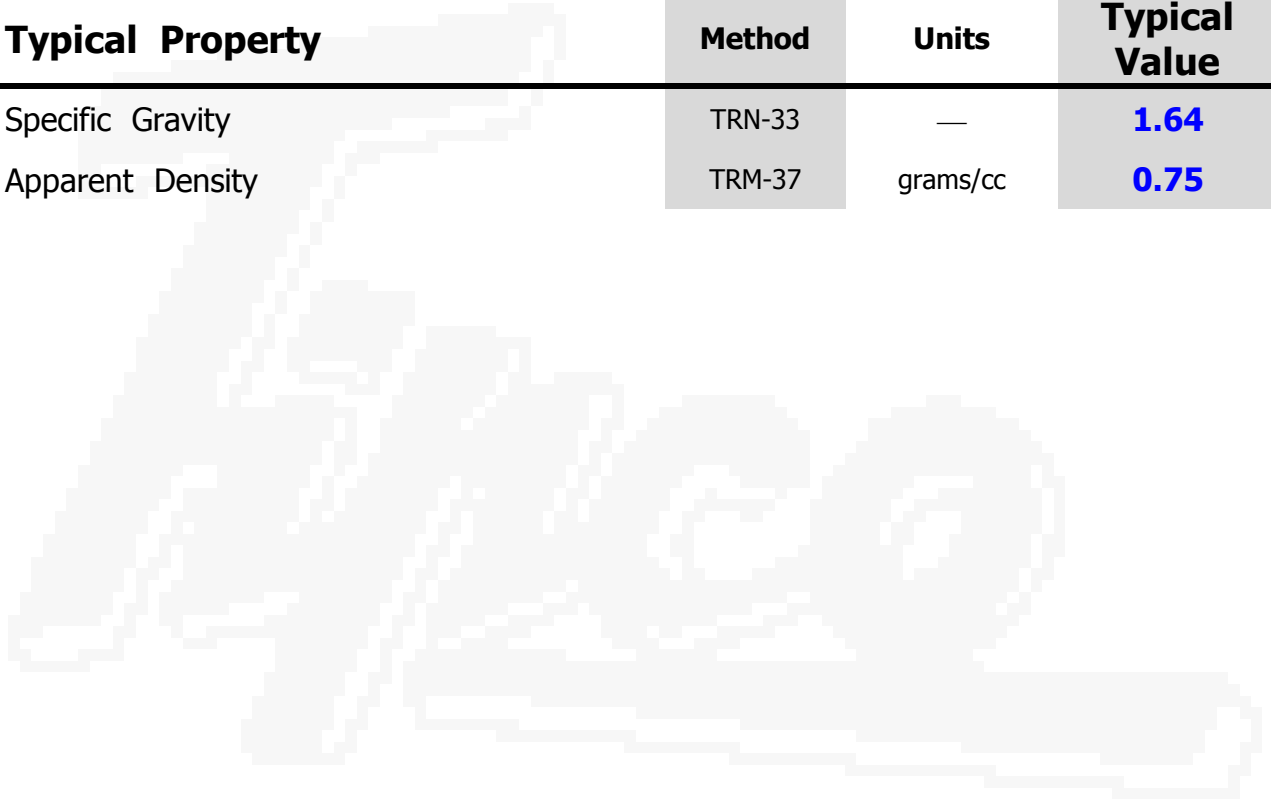 Typical Property Method Units Typical Value
Specific Gravity TRN-33 — 1.64
Apparent Density TRM-37 grams/cc 0.75